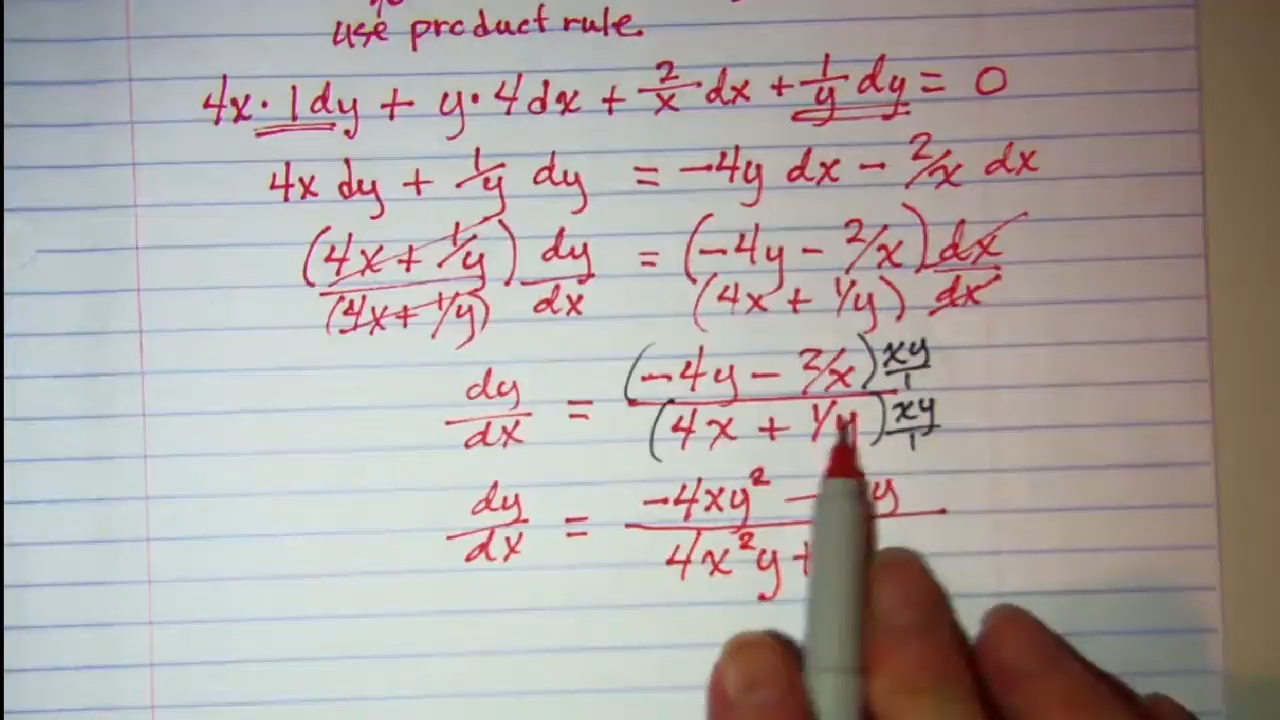 use product rule.
4x · 1dy + y · 4dx + 2/x dx + 1/y dy = 0
4x dy + 1/y dy = -4y dx - 2/x dx
(4x + 1/y) dy = (-4y - 2/x) dx
(4x + 1/y) dx (4x + 1/y) dx
dy/dx = (-4y - 2/x) xy/1
(4x + 1/y) xy/1
dy/dx = -4xy² - y
4x²y +